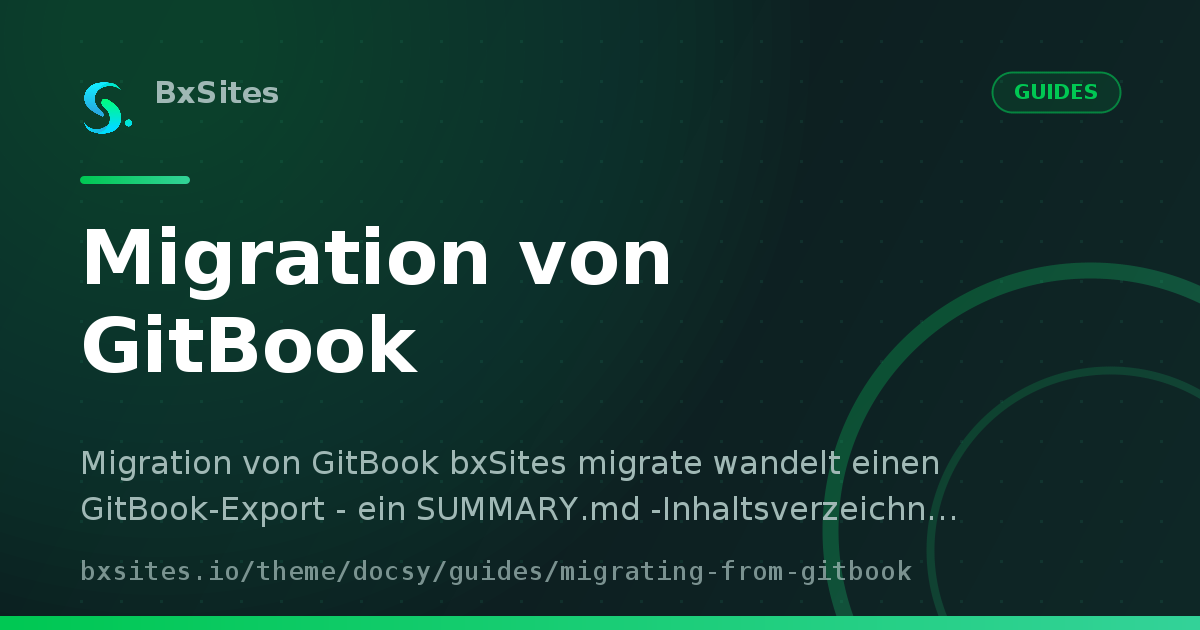 BxSites
GUIDES
Migration von
GitBook
Migration von GitBook bxSites migrate wandelt einen
GitBook-Export - ein SUMMARY.md -Inhaltsverzeichn…
bxsites.io/theme/docsy/guides/migrating-from-gitbook